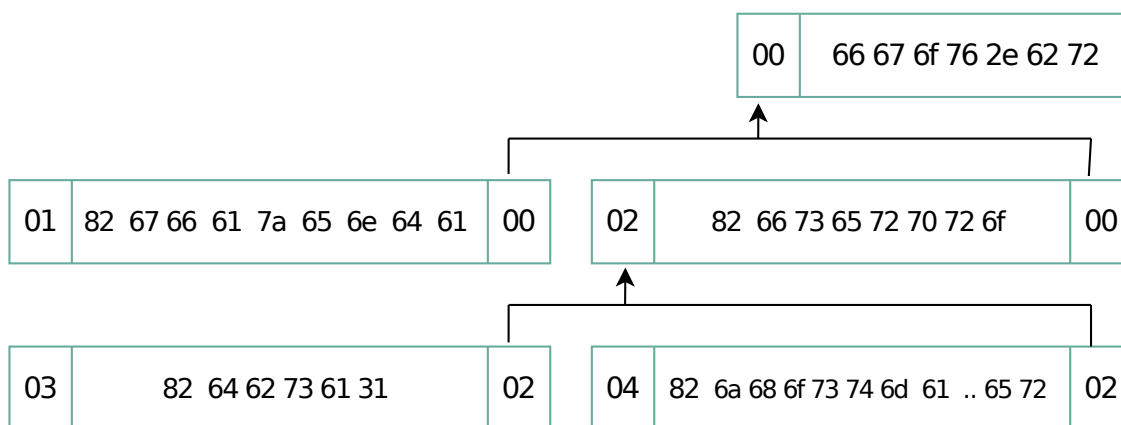 00 66 67 6f 76 2e 62 72
01 82 67 66 61 7a 65 6e 64 61 00 02 82 66 73 65 72 70 72 6f 00
03 82 64 62 73 61 31 02 04 82 6a 68 6f 73 74 6d 61 .. 65 72 02